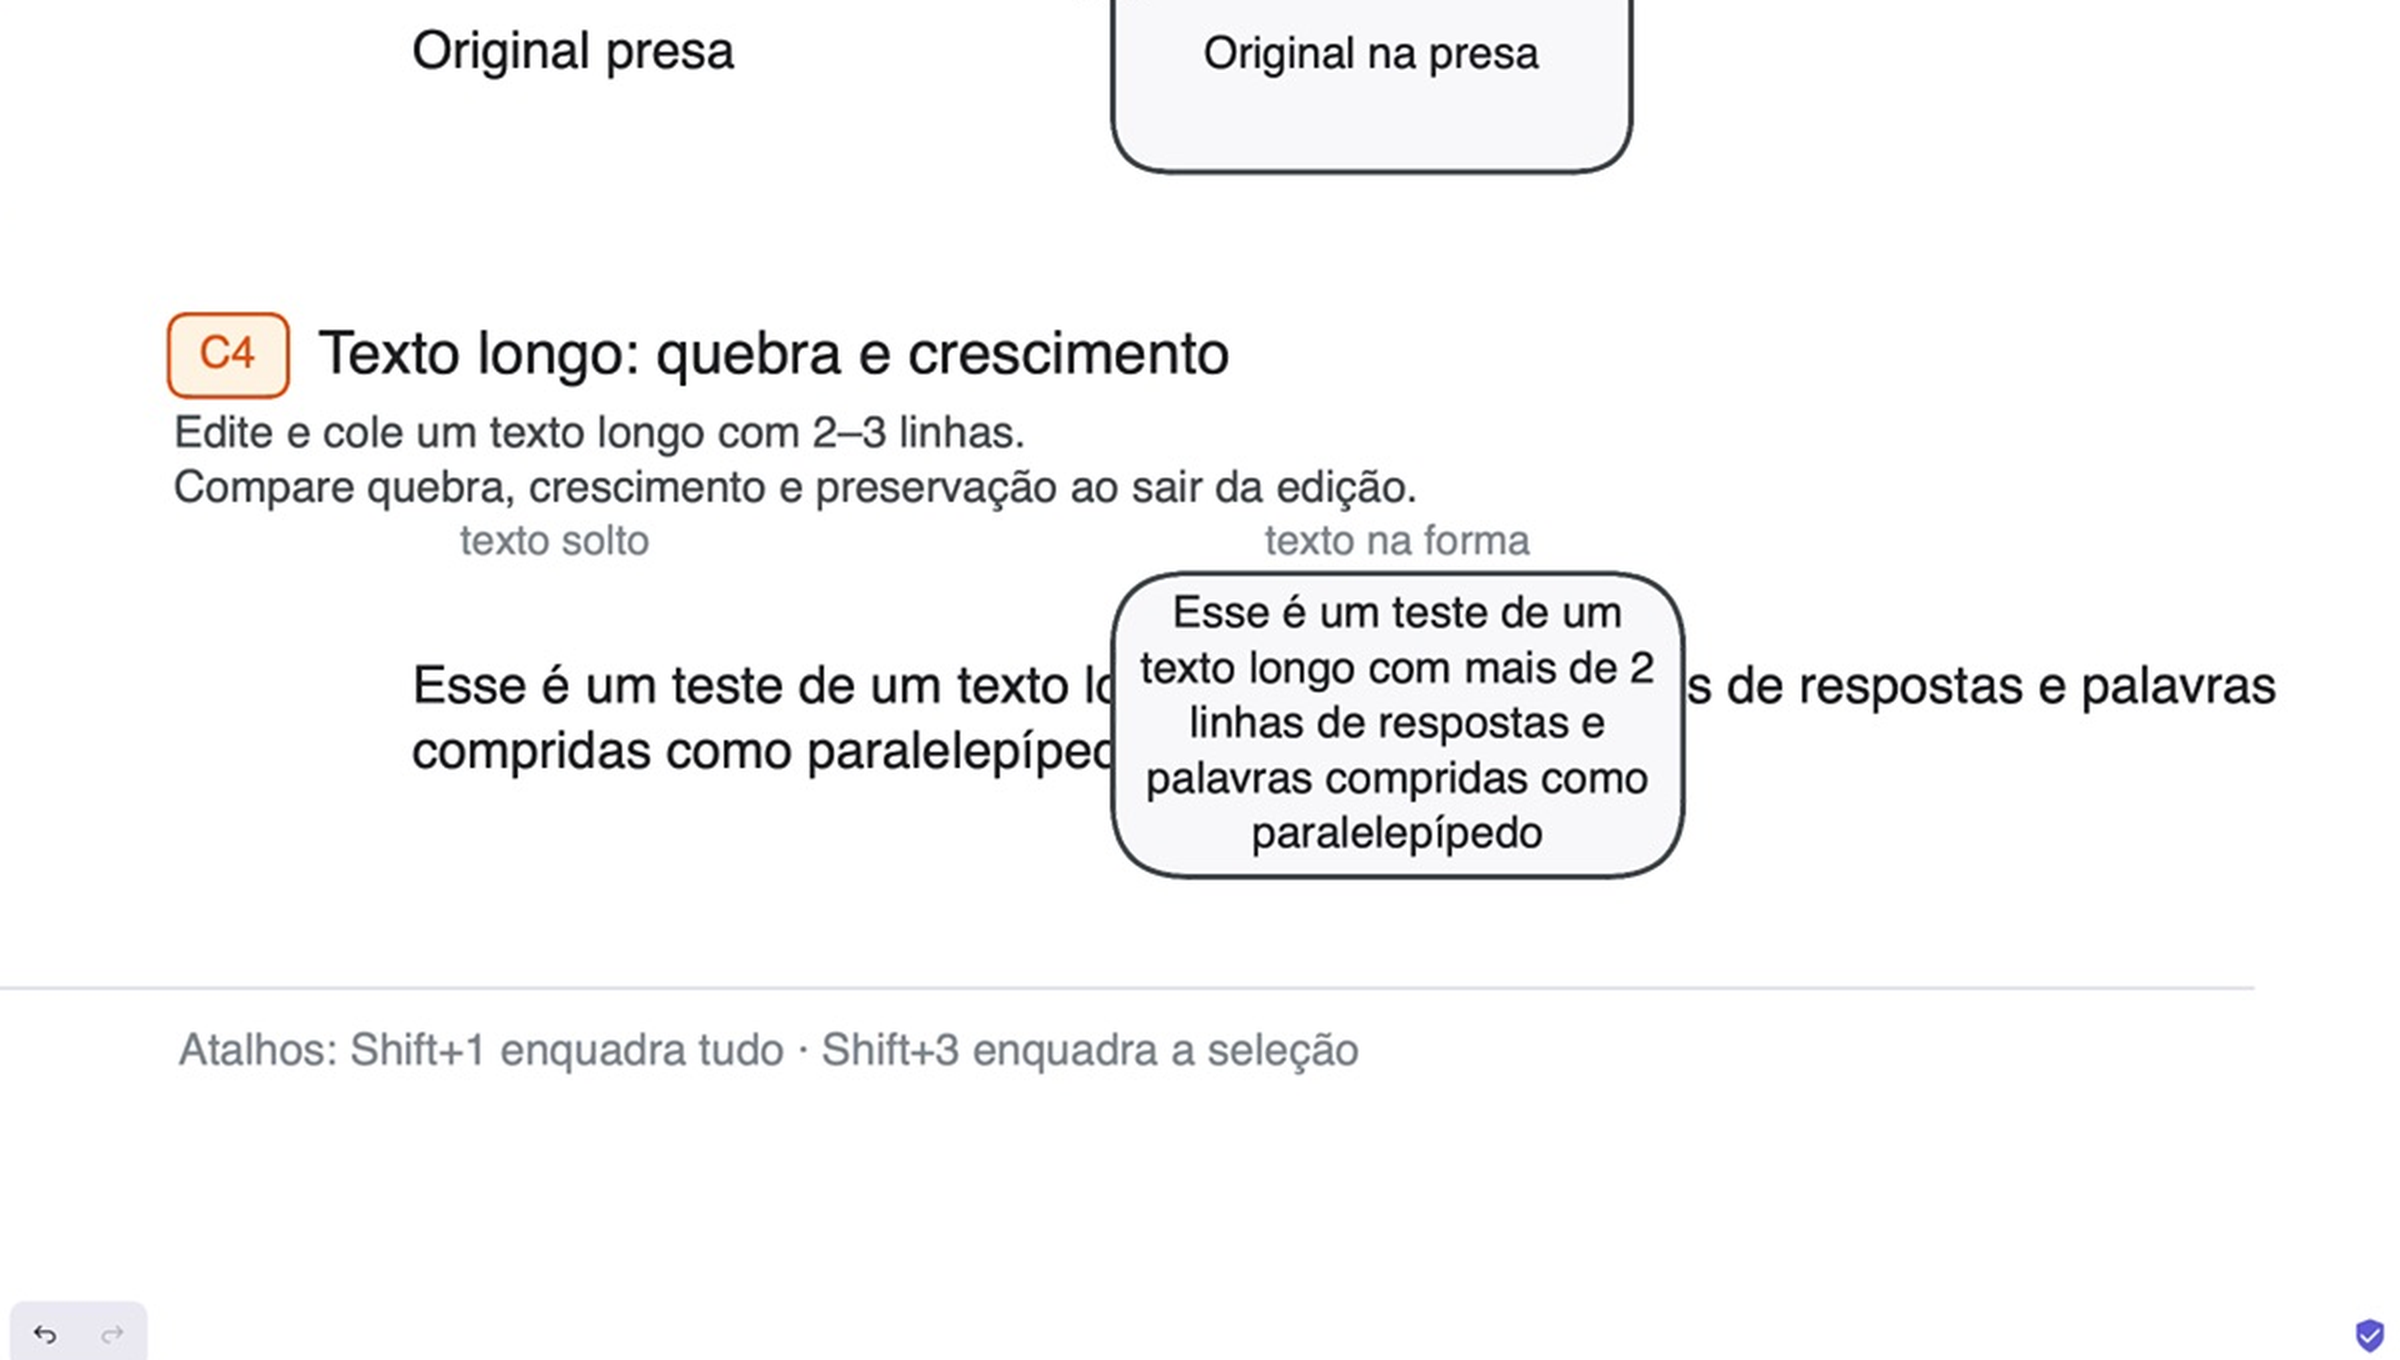 Original presa
Original na presa
C4
Texto longo: quebra e crescimento
Edite e cole um texto longo com 2–3 linhas.
Compare quebra, crescimento e preservação ao sair da edição.
texto solto
texto na forma
Esse é um teste de um texto
compridas como
Esse é um teste de um
texto longo com mais de 2
linhas de respostas e
palavras compridas como
paralelepípedo
de respostas e palavras
Atalhos: Shift+1 enquadra tudo · Shift+3 enquadra a seleção